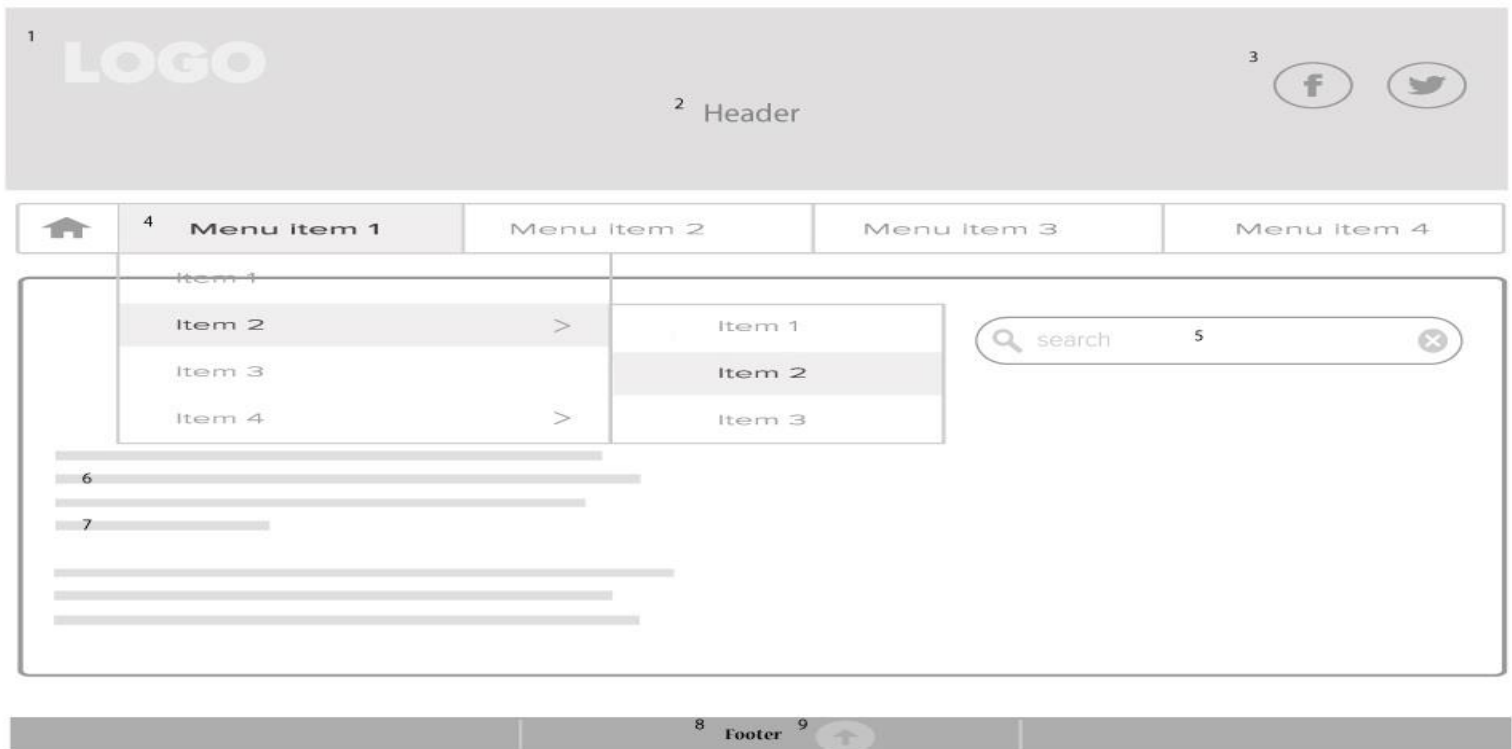 1
LOGO
3
f
2 Header
4 Menu item 1 Menu item 2 Menu item 3 Menu item 4
Item 1
Item 2 > Item 1
search 5
Item 3 Item 2
Item 4 > Item 3
6
7
8 Footer 9